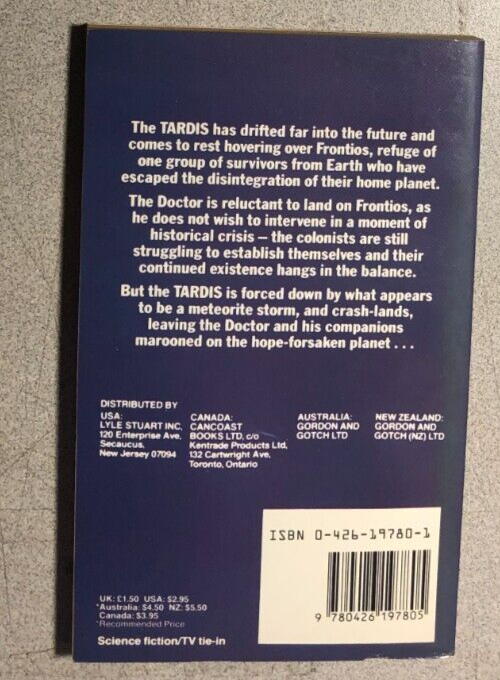 The TARDIS has drifted far into the future and
comes to rest hovering over Frontios, refuge of
one group of survivors from Earth who have
escaped the disintegration of their home planet.
The Doctor is reluctant to land on Frontios, as
he does not wish to intervene in a moment of
historical crisis – the colonists are still
struggling to establish themselves and their
continued existence hangs in the balance.
But the TARDIS is forced down by what appears
to be a meteorite storm, and crash-lands,
leaving the Doctor and his companions
marooned on the hope-forsaken planet . . .
DISTRIBUTED BY
USA:
LYLE STUART INC.
120 Enterprise Ave.
Secaucus,
New Jersey 07094
CANADA:
CANCOAST
BOOKS LTD, c/o
Kentrade Products Ltd,
132 Cartwright Ave,
Toronto, Ontario
AUSTRALIA:
GORDON AND
GOTCH LTD
NEW ZEALAND:
GORDON AND
GOTCH (NZ) LTD
ISBN 0-426-19780-1
9 780426 197805
UK: £1.50 USA: $2.95
*Australia: $4.50 NZ: $5.50
Canada: $3.95
*Recommended Price
Science fiction/TV tie-in